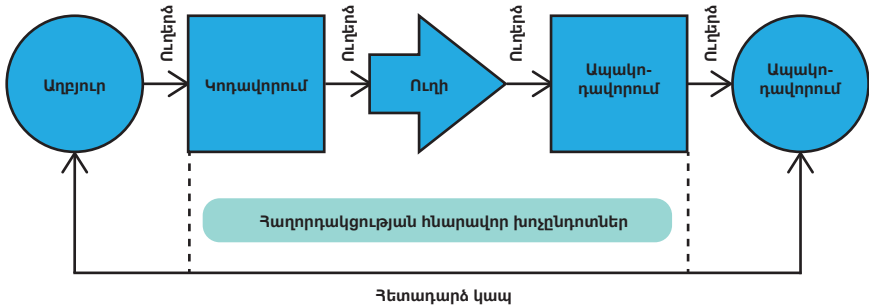 Աղբյուր
Ուղերձ
Կոդավորում
Ուղերձ
Ուղի
Ուղերձ
Ապակո-
դավորում
Ուղերձ
Ապակո-
դավորում
Հաղորդակցության հնարավոր խոչընդոտներ
Հետադարձ կապ